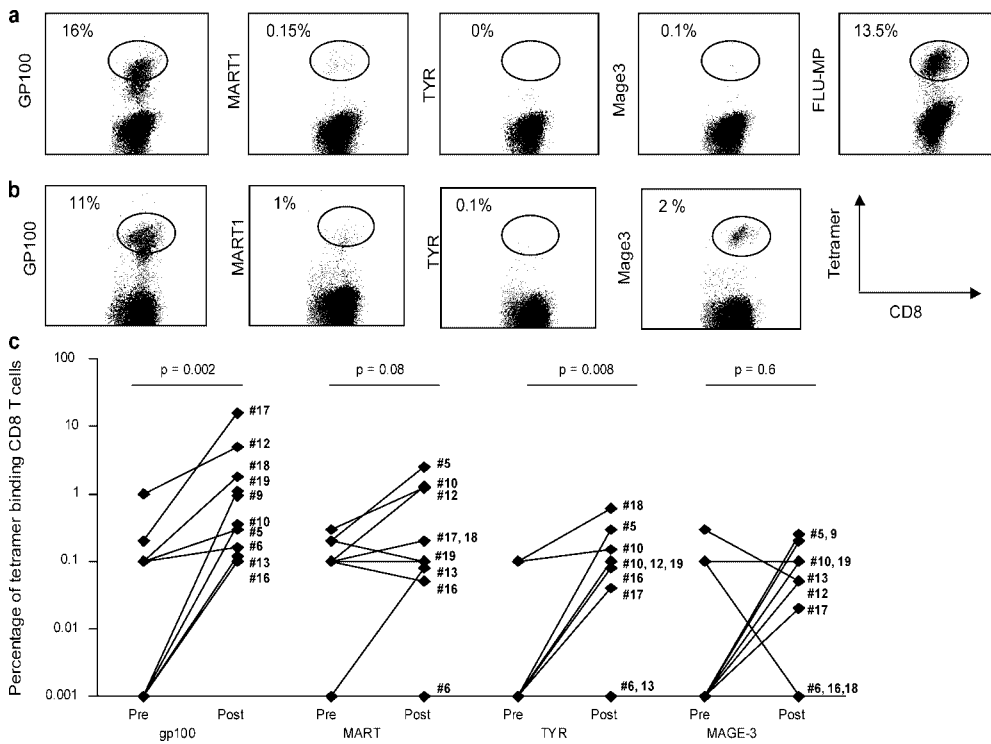 a
16%
GP100
0.15%
MART1
0%
TYR
0.1%
Mage3
13.5%
FLU-MP
b
11%
GP100
1%
MART1
0.1%
TYR
2 %
Mage3
Tetramer
CD8
c
Percentage of tetramer binding CD8 T cells
100
10
1
0.1
0.01
0.001
p = 0.002
#17
#12
#18
#19
#9
#10
#5
#6
#13
#16
Pre
Post
gp100
p = 0.08
#5
#10
#12
#17, 18
#19
#13
#16
#6
Pre
Post
MART
p = 0.008
#18
#5
#10
#10, 12, 19
#16
#17
#6, 13
Pre
Post
TYR
p = 0.6
#5, 9
#10, 19
#13
#12
#17
#6, 16,18
Pre
Post
MAGE-3